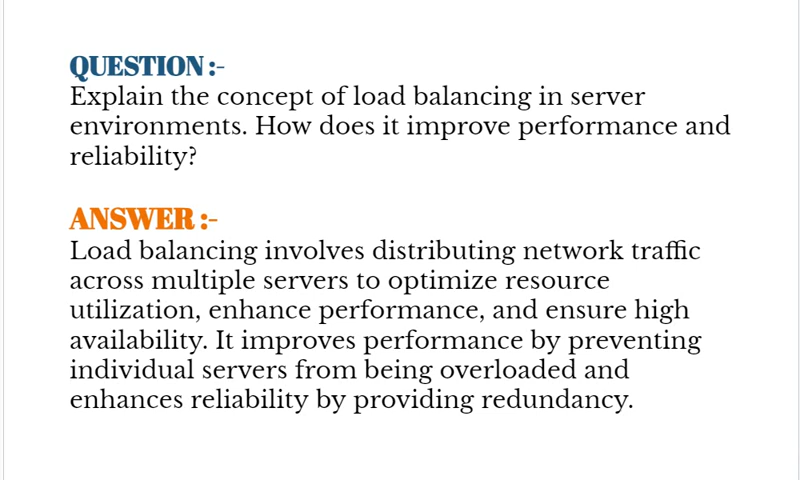 QUESTION :-
Explain the concept of load balancing in server
environments. How does it improve performance and
reliability?
ANSWER :-
Load balancing involves distributing network traffic
across multiple servers to optimize resource
utilization, enhance performance, and ensure high
availability. It improves performance by preventing
individual servers from being overloaded and
enhances reliability by providing redundancy.